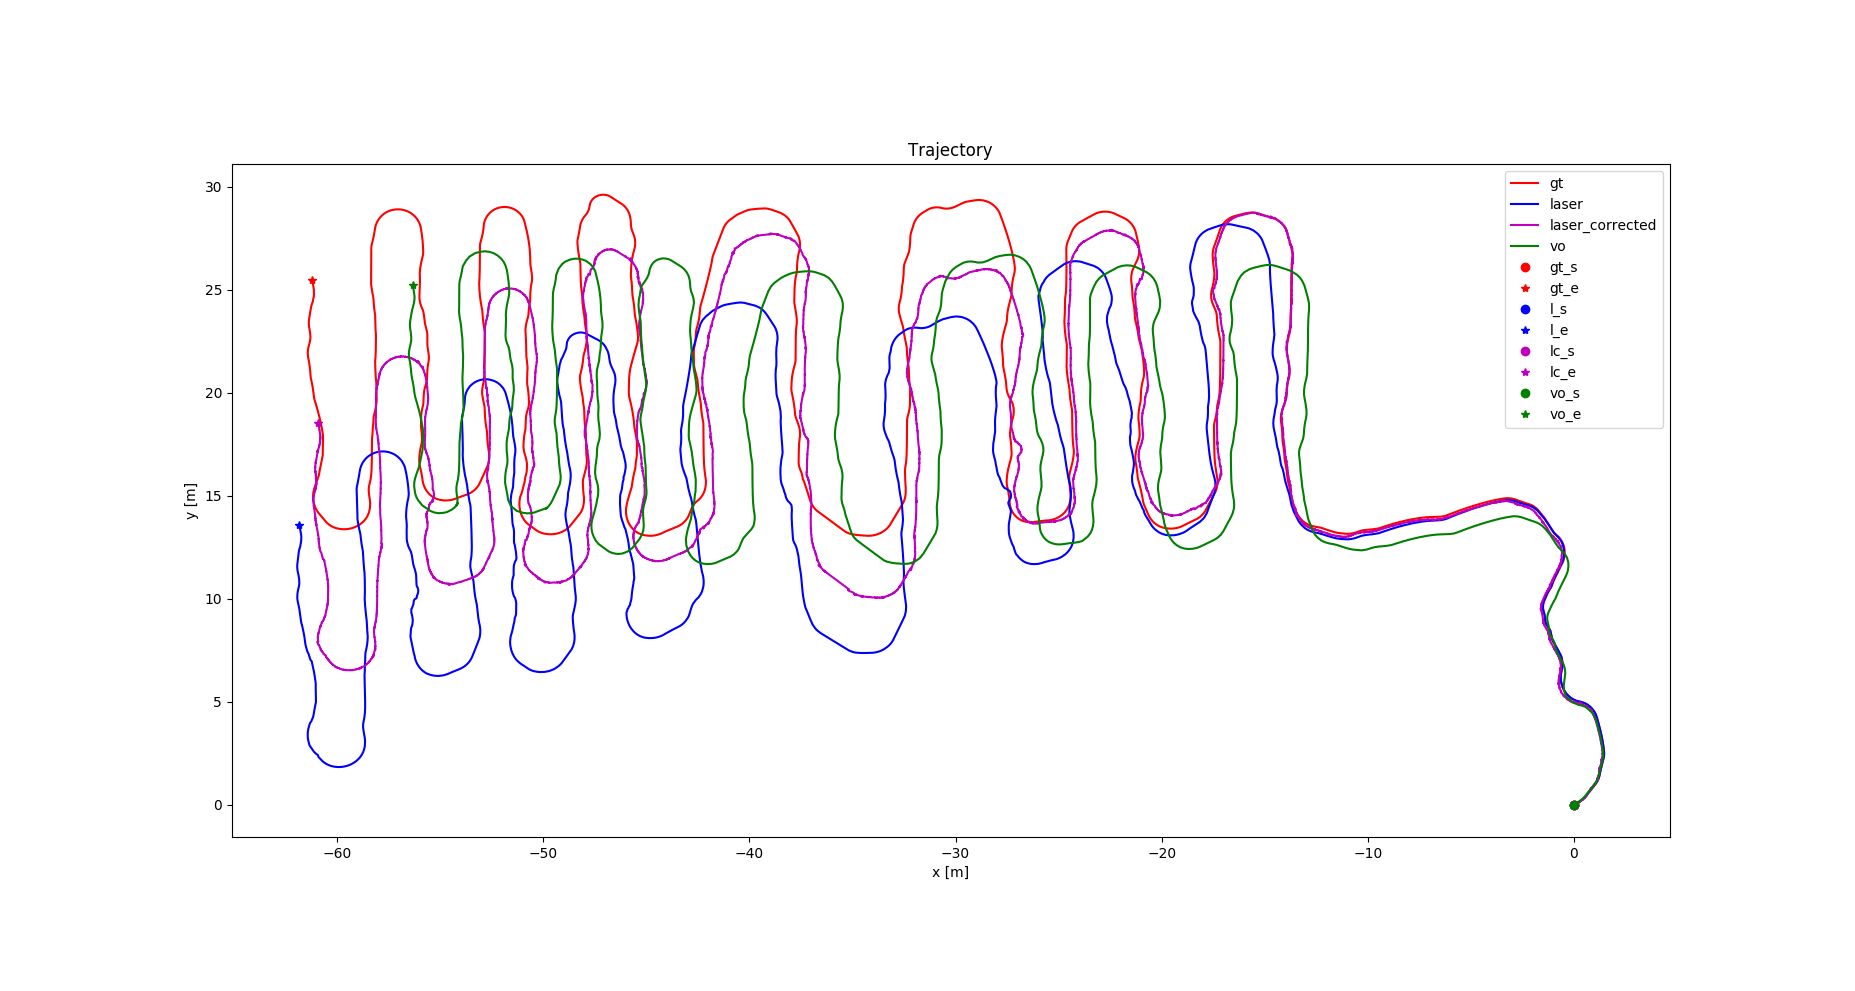 Trajectory
30
25
20
15
10
5
0
y [m]
−60
−50
−40
−30
−20
−10
0
x [m]
gt
laser
laser_corrected
vo
gt_s
gt_e
l_s
l_e
lc_s
lc_e
vo_s
vo_e